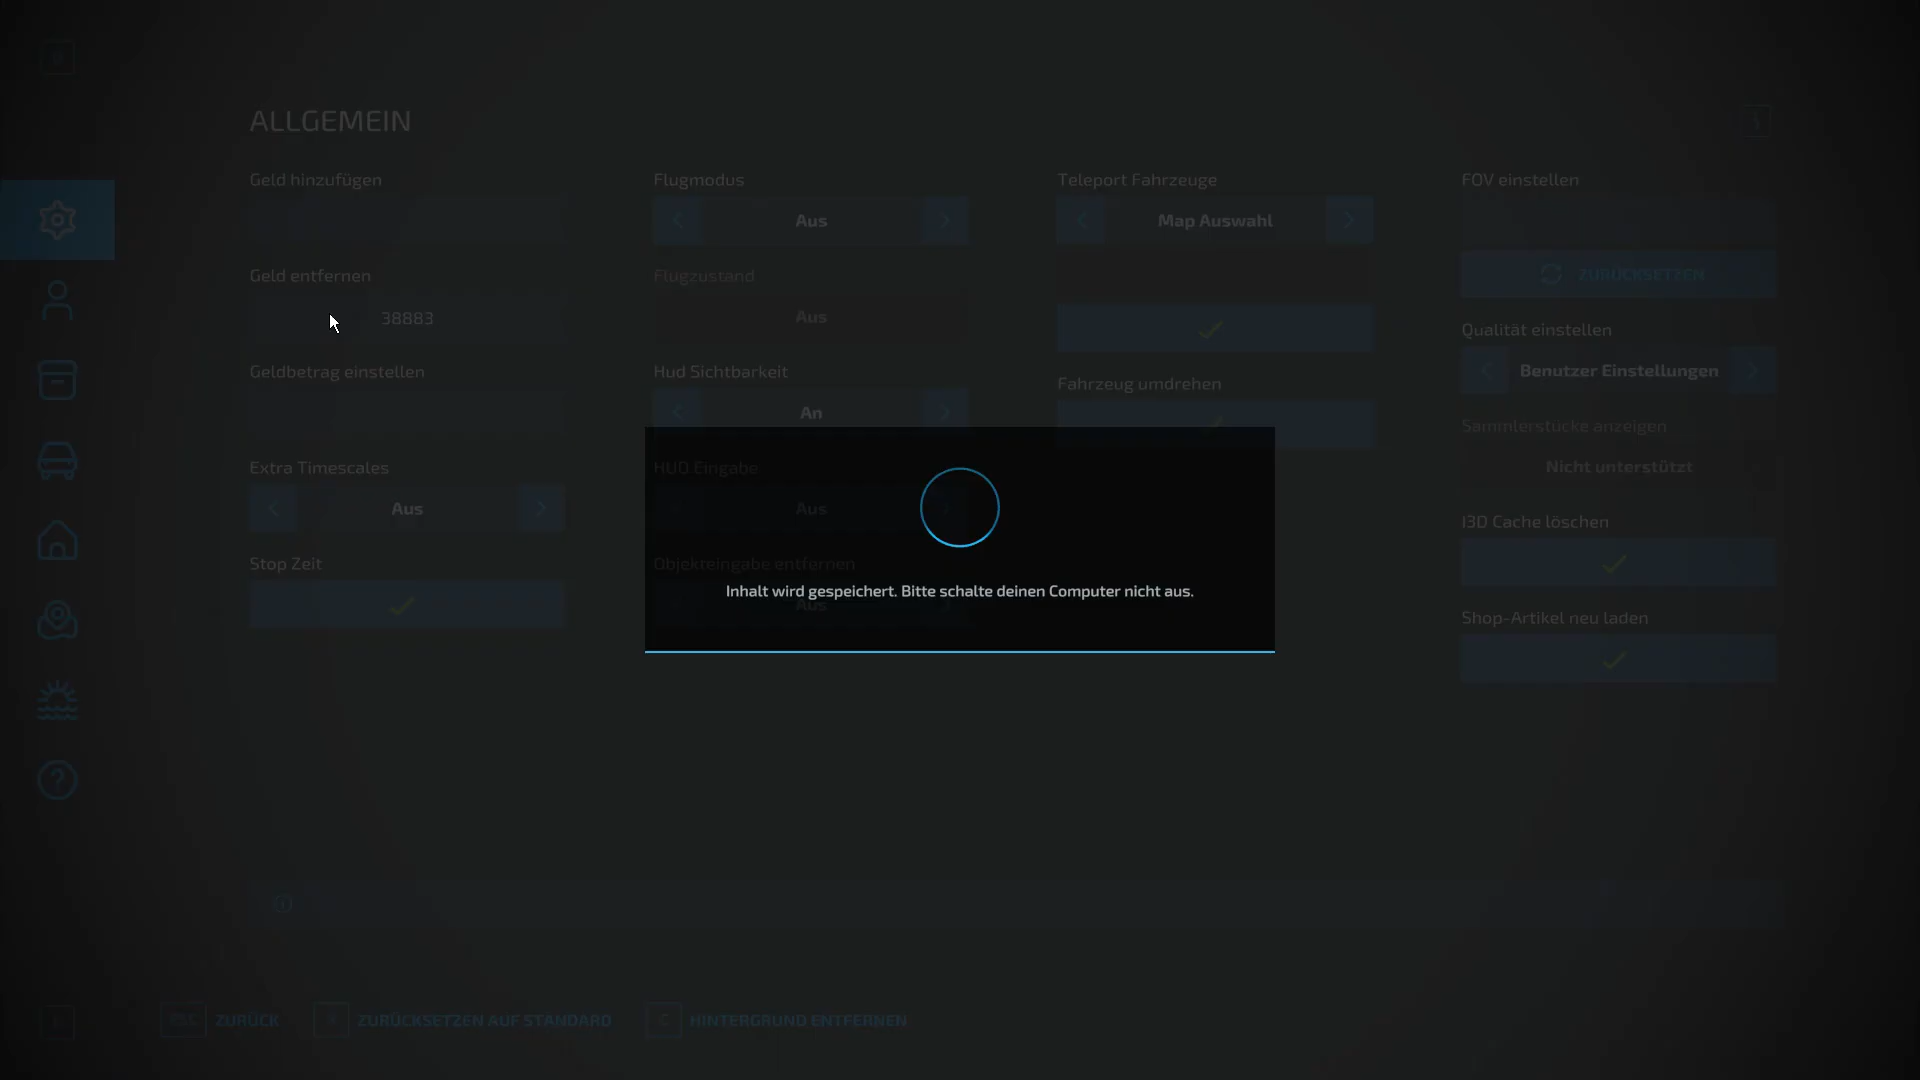 ALLGEMEIN
Geld hinzufügen
Geld entfernen
38883
Geldbetrag einstellen
Extra Timescales
Aus
Stop Zeit
Flugmodus
Aus
Flugzustand
Aus
Hud Sichtbarkeit
An
HUD Eingabe
Aus
Objekteingabe entfernen
Aus
Teleport Fahrzeuge
Map Auswahl
Fahrzeug umdrehen
FOV einstellen
ZURÜCKSETZEN
Qualität einstellen
Benutzer Einstellungen
Sammlerstücke anzeigen
Nicht unterstützt
I3D Cache löschen
Shop-Artikel neu laden
Inhalt wird gespeichert. Bitte schalte deinen Computer nicht aus.
ESC ZURÜCK
X ZURÜCKSETZEN AUF STANDARD
C HINTERGRUND ENTFERNEN